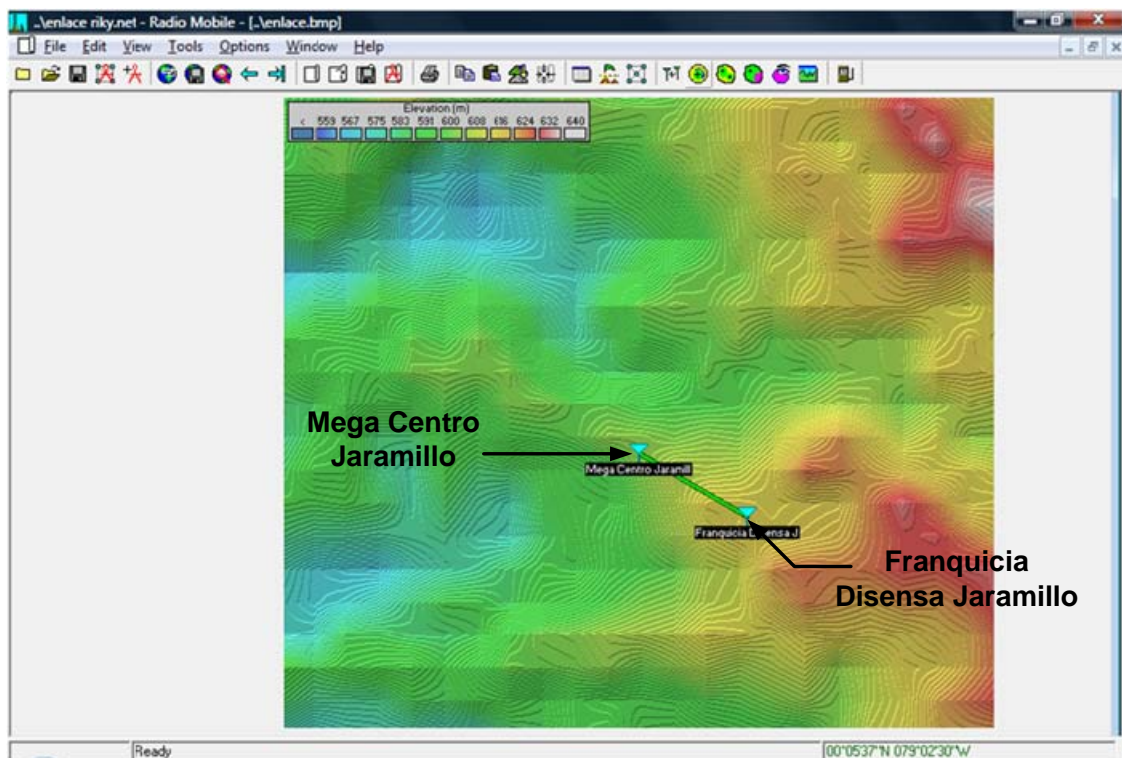 ..\enlace riky.net - Radio Mobile - [..\enlace.bmp]
File Edit View Tools Options Window Help
Elevation (m)
< 559 567 575 583 591 600 608 616 624 632 640
Mega Centro
Jaramillo
Mega Centro Jaramill
Franquicia Disensa J
Franquicia
Disensa Jaramillo
Ready
00°05'37"N 079°02'30"W